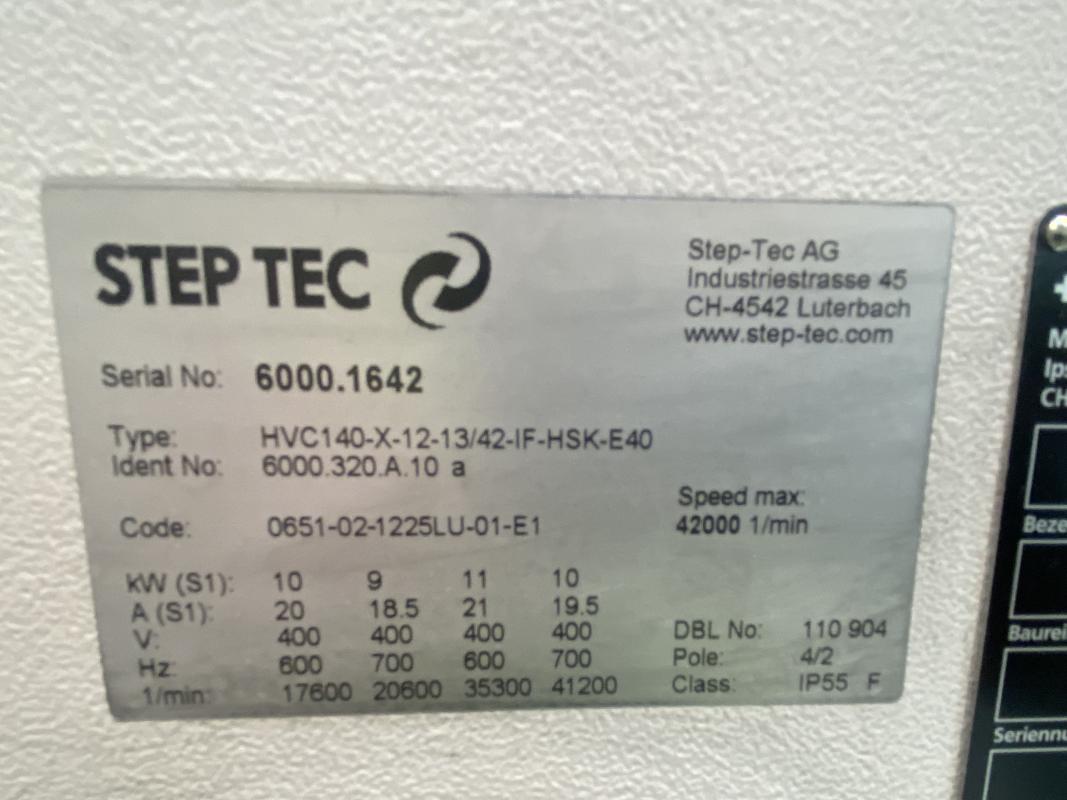 STEP TEC
Step-Tec AG
Industriestrasse 45
CH-4542 Luterbach
www.step-tec.com
Serial No: 6000.1642
Type: HVC140-X-12-13/42-IF-HSK-E40
Ident No: 6000.320.A.10 a
Speed max:
Code: 0651-02-1225LU-01-E1 42000 1/min
kW (S1): 10 9 11 10
A (S1): 20 18.5 21 19.5
V: 400 400 400 400 DBL No: 110 904
Hz: 600 700 600 700 Pole: 4/2
1/min: 17600 20600 35300 41200 Class: IP55 F
CH